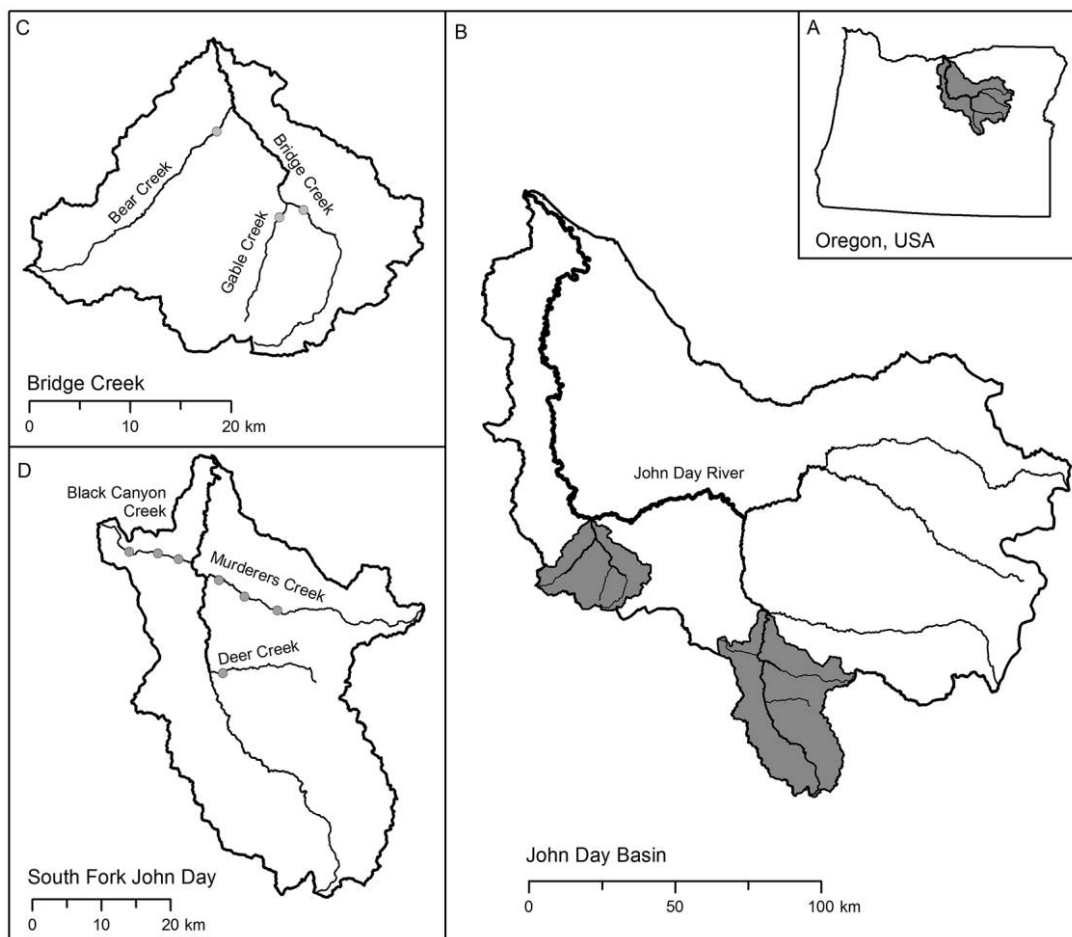 C
Bear Creek
Bridge Creek
Gable Creek
Bridge Creek
0 10 20 km
D
Black Canyon
Creek
Murderers Creek
Deer Creek
South Fork John Day
0 10 20 km
B
John Day River
John Day Basin
0 50 100 km
A
Oregon, USA